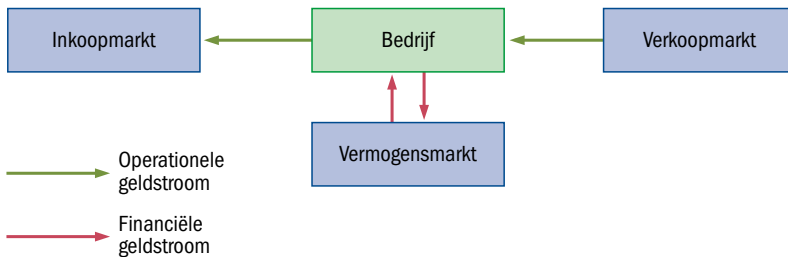 Inkoopmarkt
Bedrijf
Verkoopmarkt
Vermogensmarkt
Operationele
geldstroom
Financiële
geldstroom